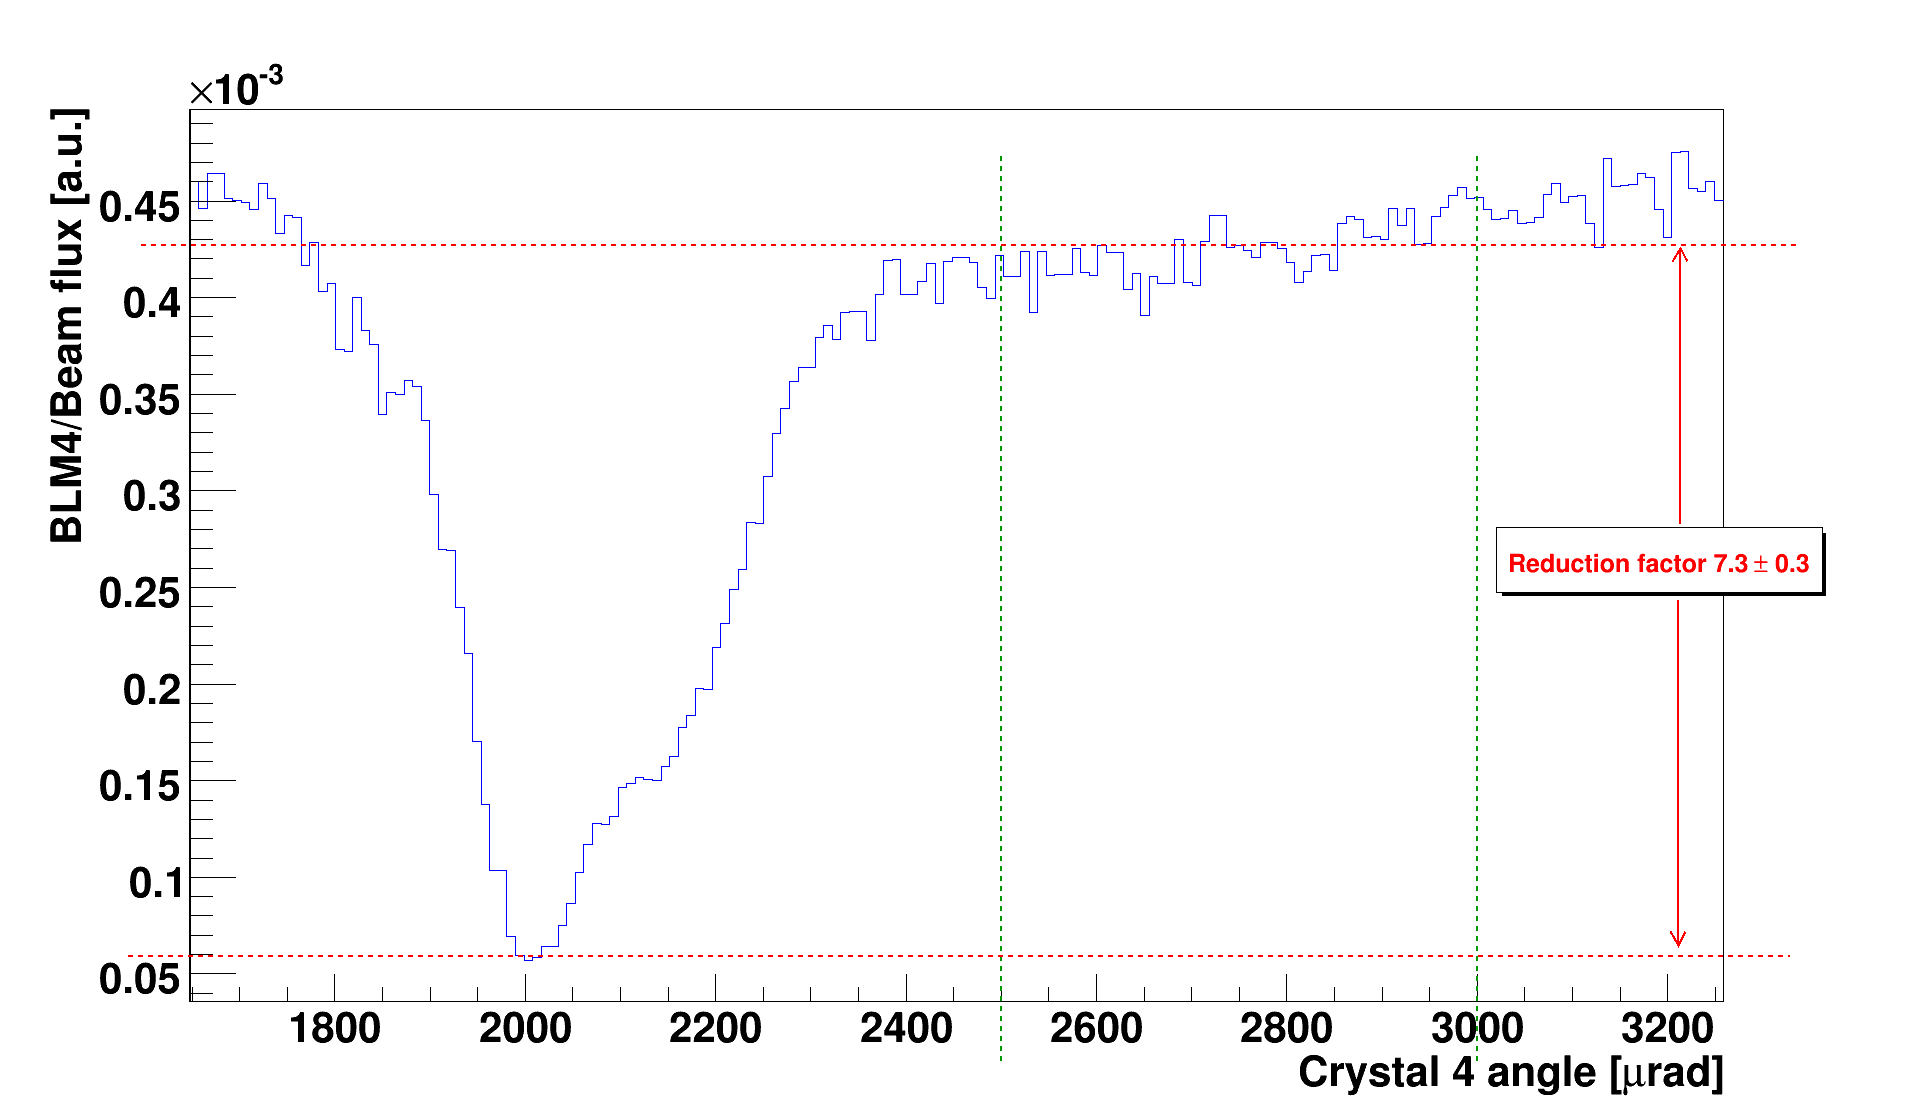 ×10-3
BLM4/Beam flux [a.u.]
0.45
0.4
0.35
0.3
0.25
0.2
0.15
0.1
0.05
Reduction factor 7.3 ± 0.3
1800 2000 2200 2400 2600 2800 3000 3200
Crystal 4 angle [μrad]